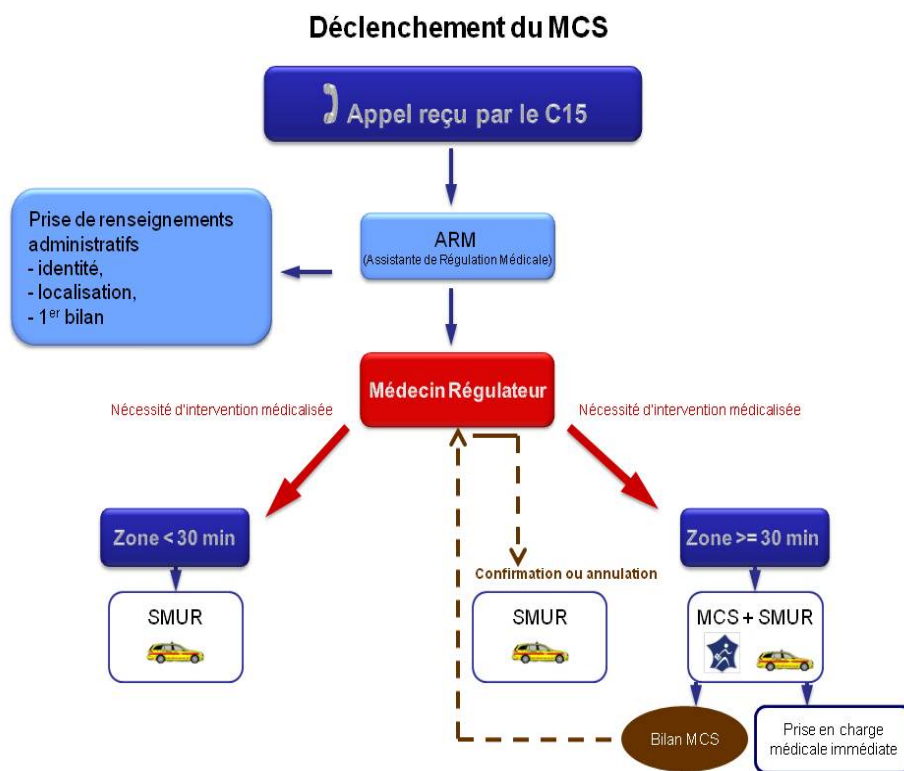 Déclenchement du MCS
Appel reçu par le C15
Prise de renseignements
administratifs
- identité,
- localisation,
- 1er bilan
ARM
(Assistante de Régulation Médicale)
Médecin Régulateur
Nécessité d'intervention médicalisée
Nécessité d'intervention médicalisée
Zone < 30 min
Zone >= 30 min
Confirmation ou annulation
SMUR
SMUR
MCS + SMUR
Bilan MCS
Prise en charge
médicale immédiate